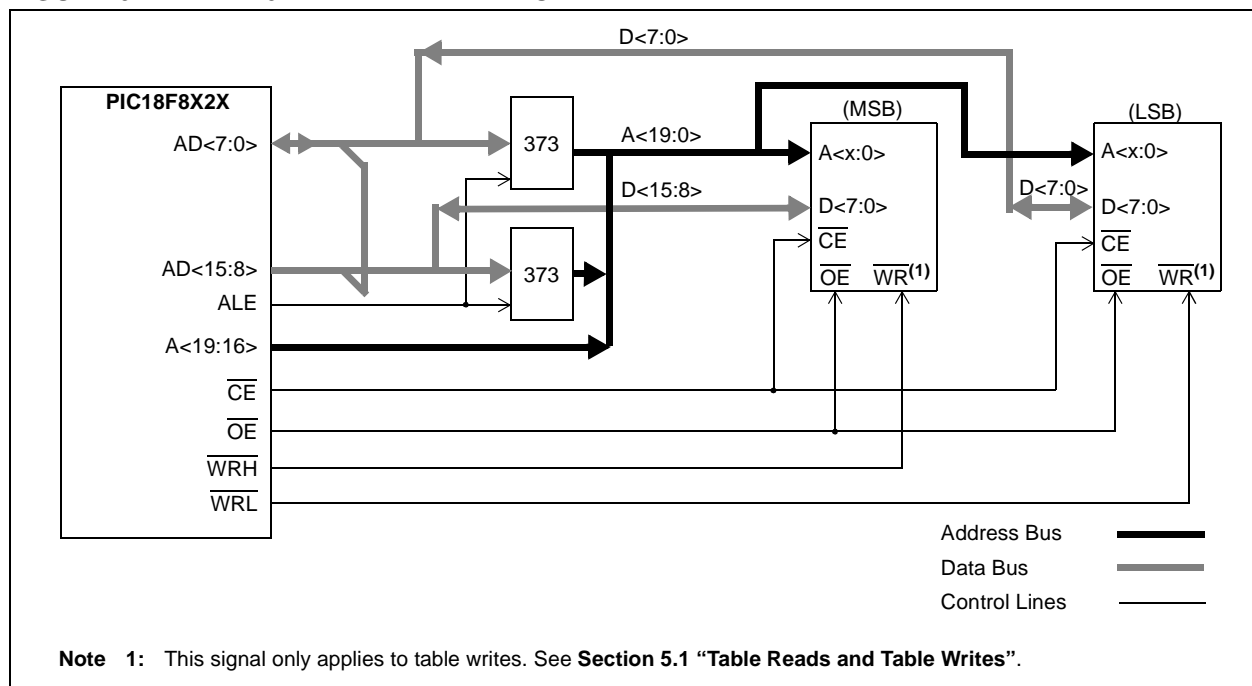 D<7:0>
PIC18F8X2X
(MSB)
(LSB)
AD<7:0>
373
A<19:0>
A<x:0>
A<x:0>
D<15:8>
D<7:0>
D<7:0>
D<7:0>
CE
CE
AD<15:8>
373
OE
WR(1)
OE
WR(1)
ALE
A<19:16>
CE
OE
WRH
WRL
Address Bus
Data Bus
Control Lines
Note 1: This signal only applies to table writes. See Section 5.1 “Table Reads and Table Writes”.